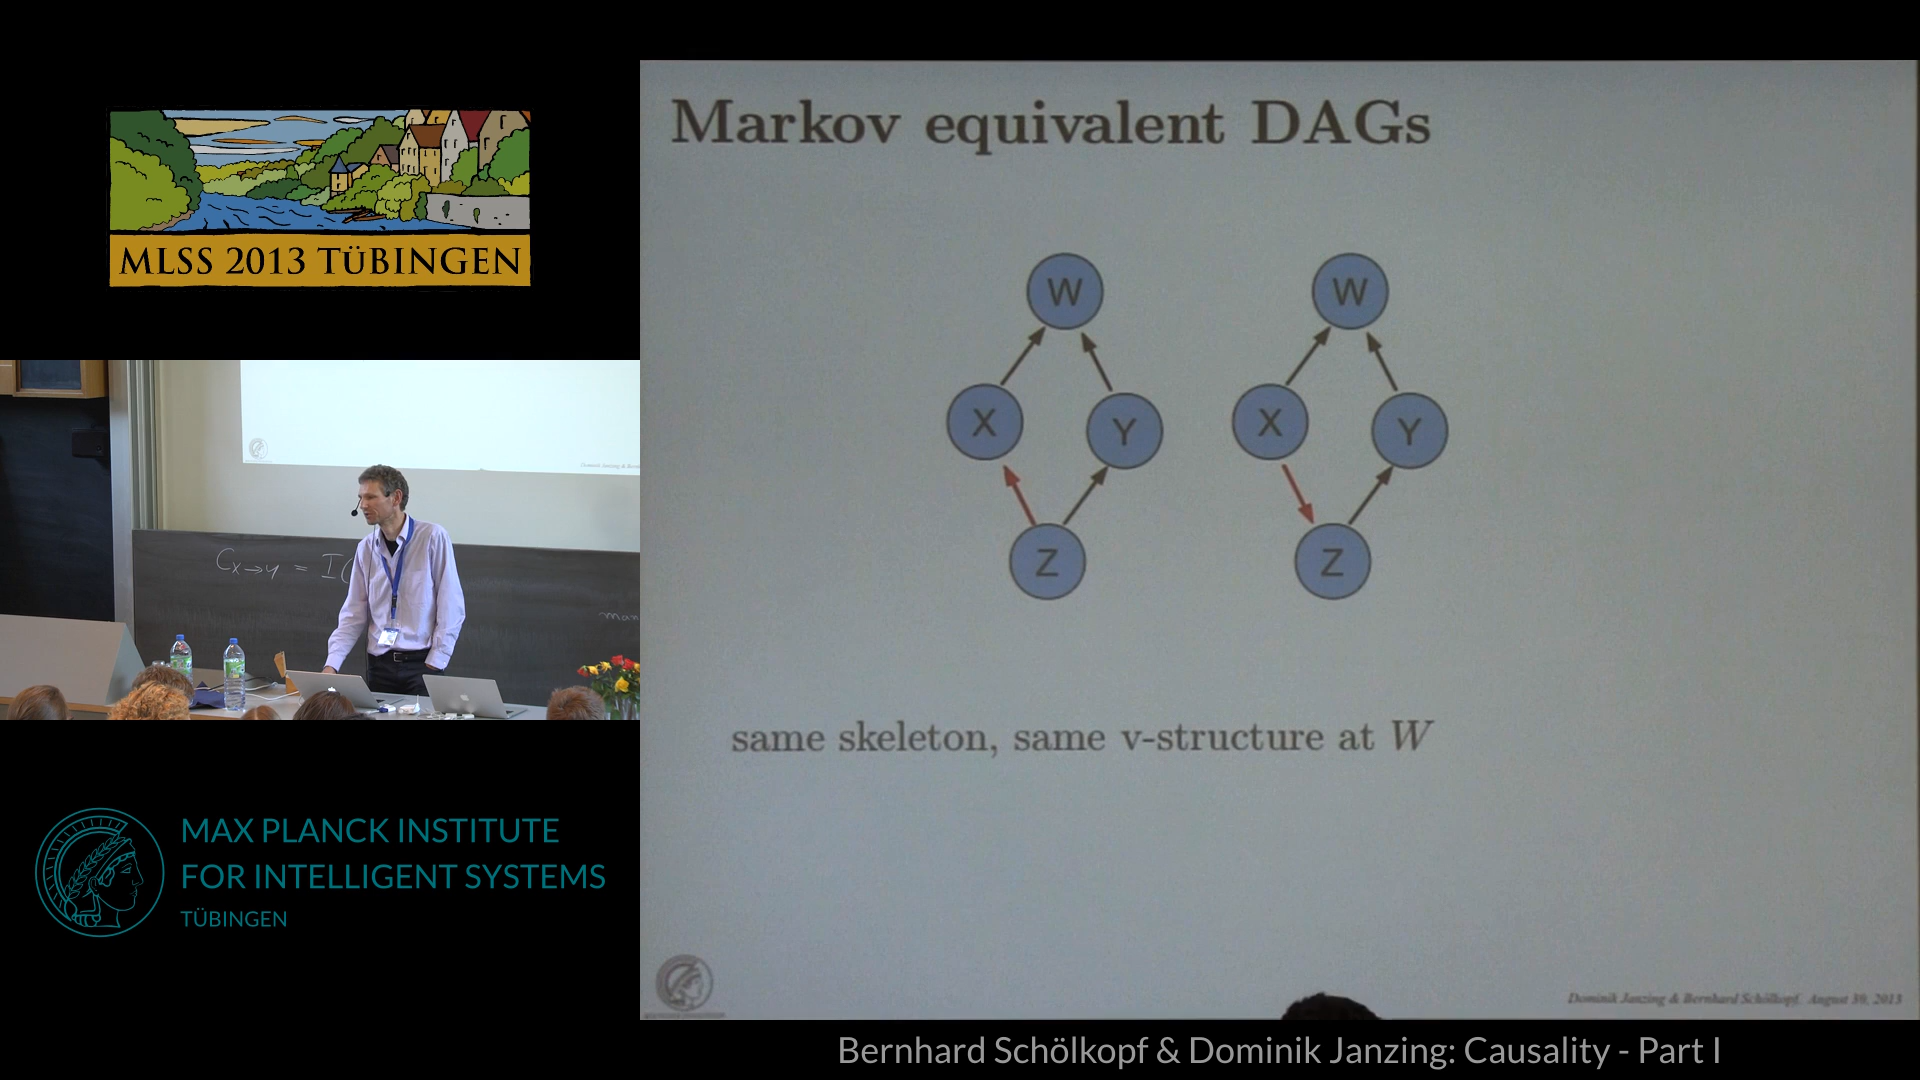 MLSS 2013 TÜBINGEN
Markov equivalent DAGs
W
W
X
Y
X
Y
Z
Z
same skeleton, same v-structure at W
Dominik Janzing & Bernhard Schölkopf. August 30, 2013
C X→Y = I(
MAX PLANCK INSTITUTE
FOR INTELLIGENT SYSTEMS
TÜBINGEN
Bernhard Schölkopf & Dominik Janzing: Causality - Part I